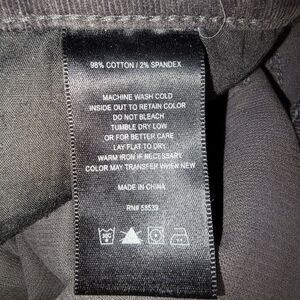 98% COTTON / 2% SPANDEX
MACHINE WASH COLD
INSIDE OUT TO RETAIN COLOR
DO NOT BLEACH
TUMBLE DRY LOW
OR FOR BETTER CARE
LAY FLAT TO DRY
WARM IRON IF NECESSARY
COLOR MAY TRANSFER WHEN NEW
MADE IN CHINA
RN# 58539